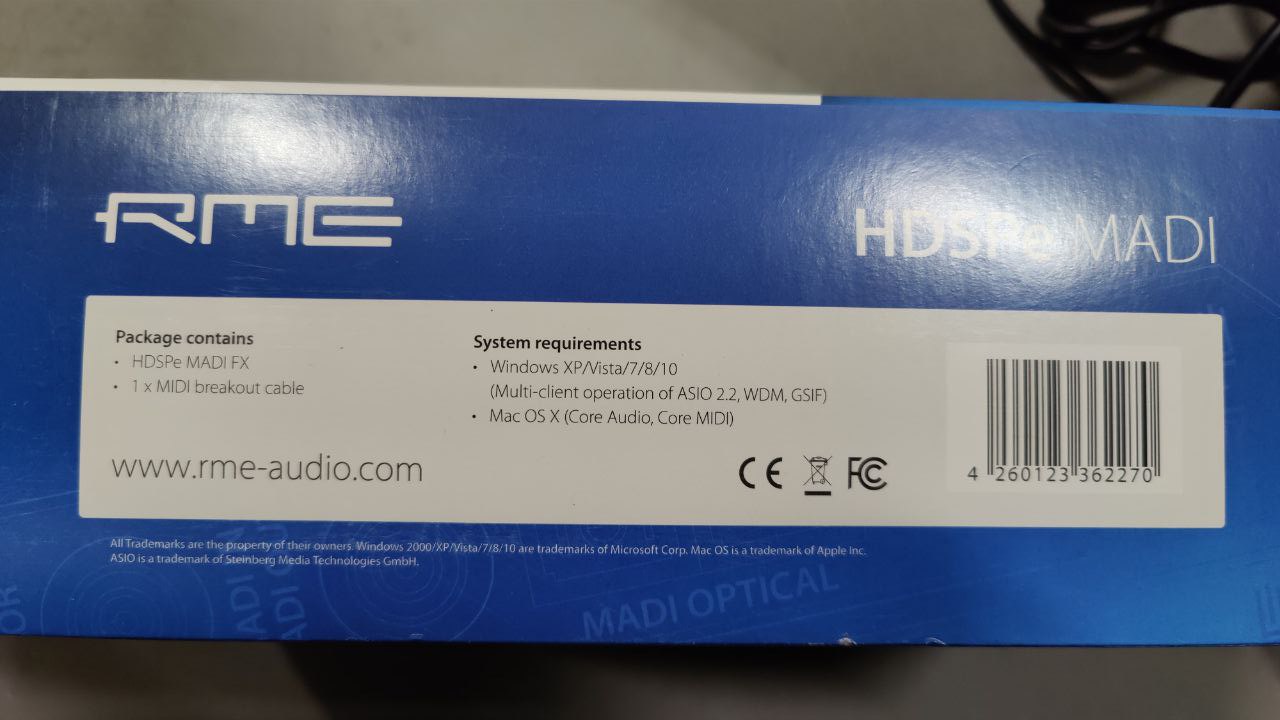 RME
HDSPe MADI
Package contains
• HDSPe MADI FX
• 1 x MIDI breakout cable
www.rme-audio.com
System requirements
• Windows XP/Vista/7/8/10
(Multi-client operation of ASIO 2.2, WDM, GSIF)
• Mac OS X (Core Audio, Core MIDI)
CE FC
4 260123 362270
All Trademarks are the property of their owners. Windows 2000/XP/Vista/7/8/10 are trademarks of Microsoft Corp. Mac OS is a trademark of Apple Inc.
ASIO is a trademark of Steinberg Media Technologies GmbH.
MADI OPTICAL